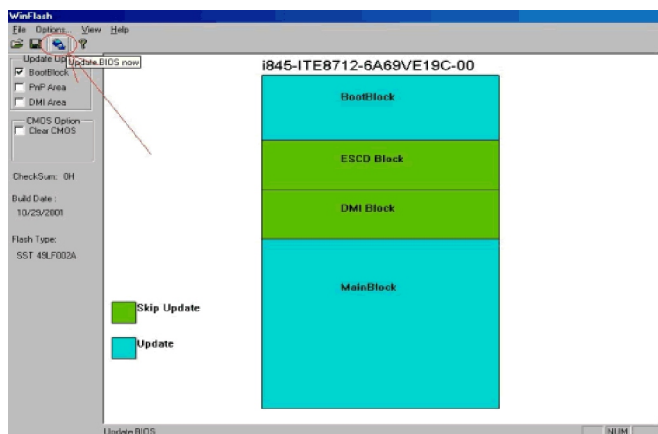 WinFlash
File Options View Help
Update BIOS now
BootBlock
PnP Area
DMI Area
CMOS Option
Clear CMOS
CheckSum: 0H
Build Date :
10/29/2001
Flash Type:
SST 49LF002A
i845-ITE8712-6A69VE19C-00
BootBlock
ESCD Block
DMI Block
MainBlock
Skip Update
Update
Update BIOS
NUM